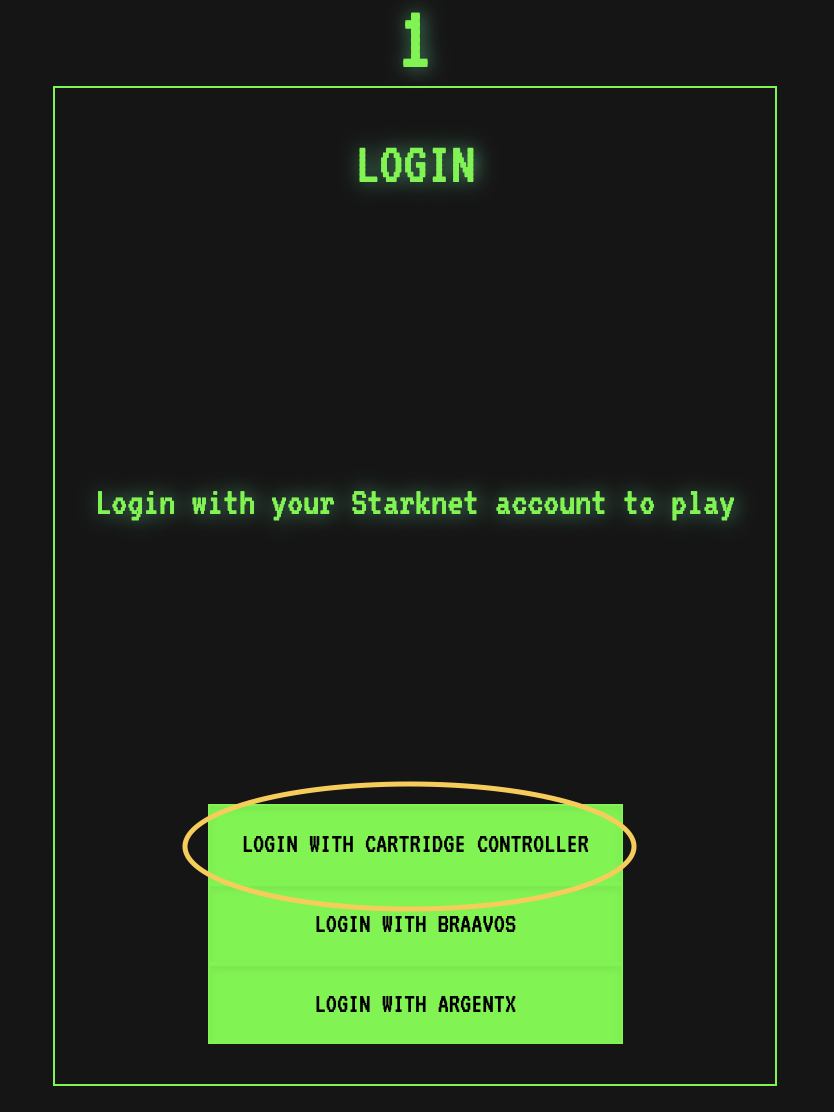 1
LOGIN
Login with your Starknet account to play
LOGIN WITH CARTRIDGE CONTROLLER
LOGIN WITH BRAAVOS
LOGIN WITH ARGENTX